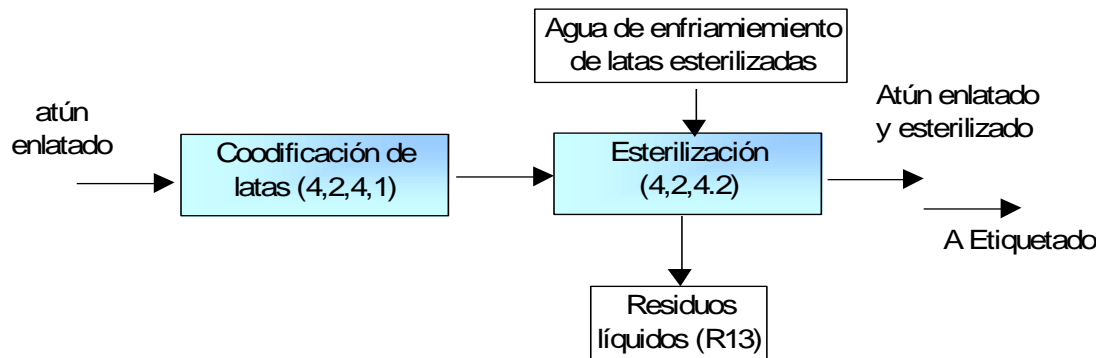 Agua de enfriamiemiento
de latas esterilizadas
atún
enlatado
Coodificación de
latas (4,2,4,1)
Esterilización
(4,2,4.2)
Atún enlatado
y esterilizado
A Etiquetado
Residuos
líquidos (R13)